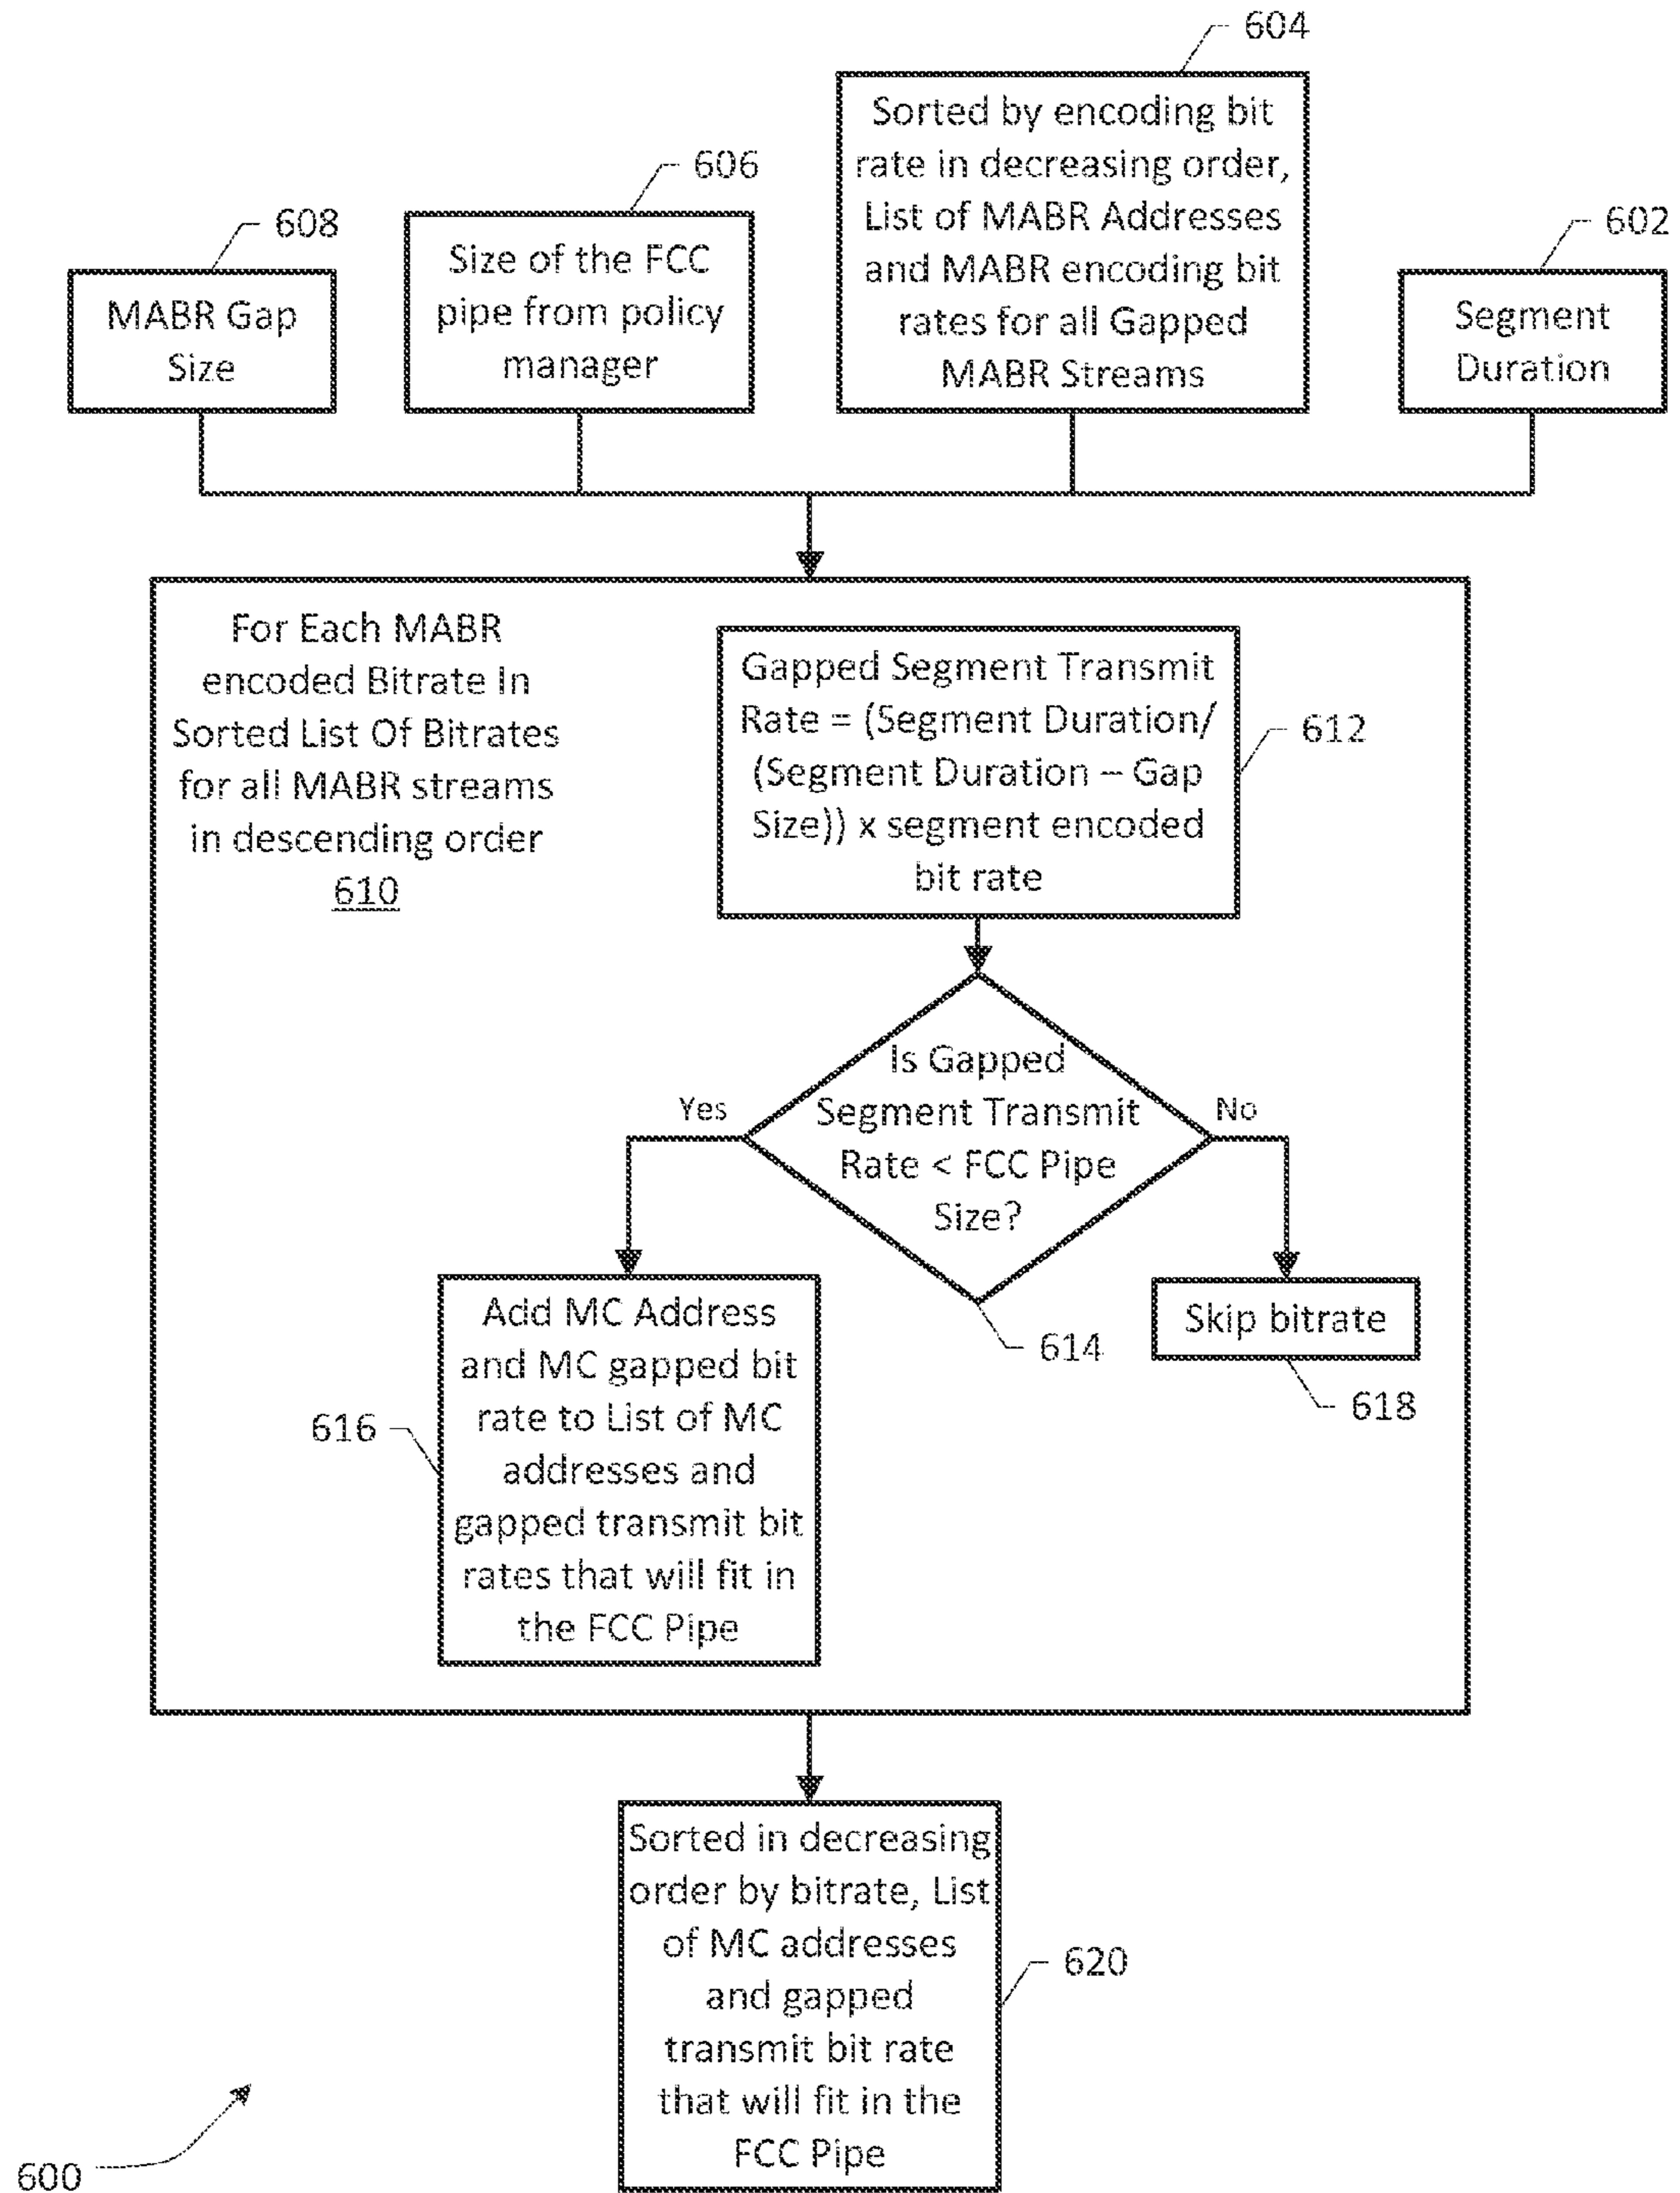 604
Sorted by encoding bit
rate in decreasing order,
List of MABR Addresses
and MABR encoding bit
rates for all Gapped
MABR Streams
606
Size of the FCC
pipe from policy
manager
608
MABR Gap
Size
602
Segment
Duration
For Each MABR
encoded Bitrate In
Sorted List Of Bitrates
for all MABR streams
in descending order
610
Gapped Segment Transmit
Rate = (Segment Duration/
(Segment Duration – Gap
Size)) x segment encoded
bit rate
612
Is Gapped
Segment Transmit
Rate < FCC Pipe
Size?
Yes
No
614
Add MC Address
and MC gapped bit
rate to List of MC
addresses and
gapped transmit bit
rates that will fit in
the FCC Pipe
616
Skip bitrate
618
Sorted in decreasing
order by bitrate, List
of MC addresses
and gapped
transmit bit rate
that will fit in the
FCC Pipe
620
600